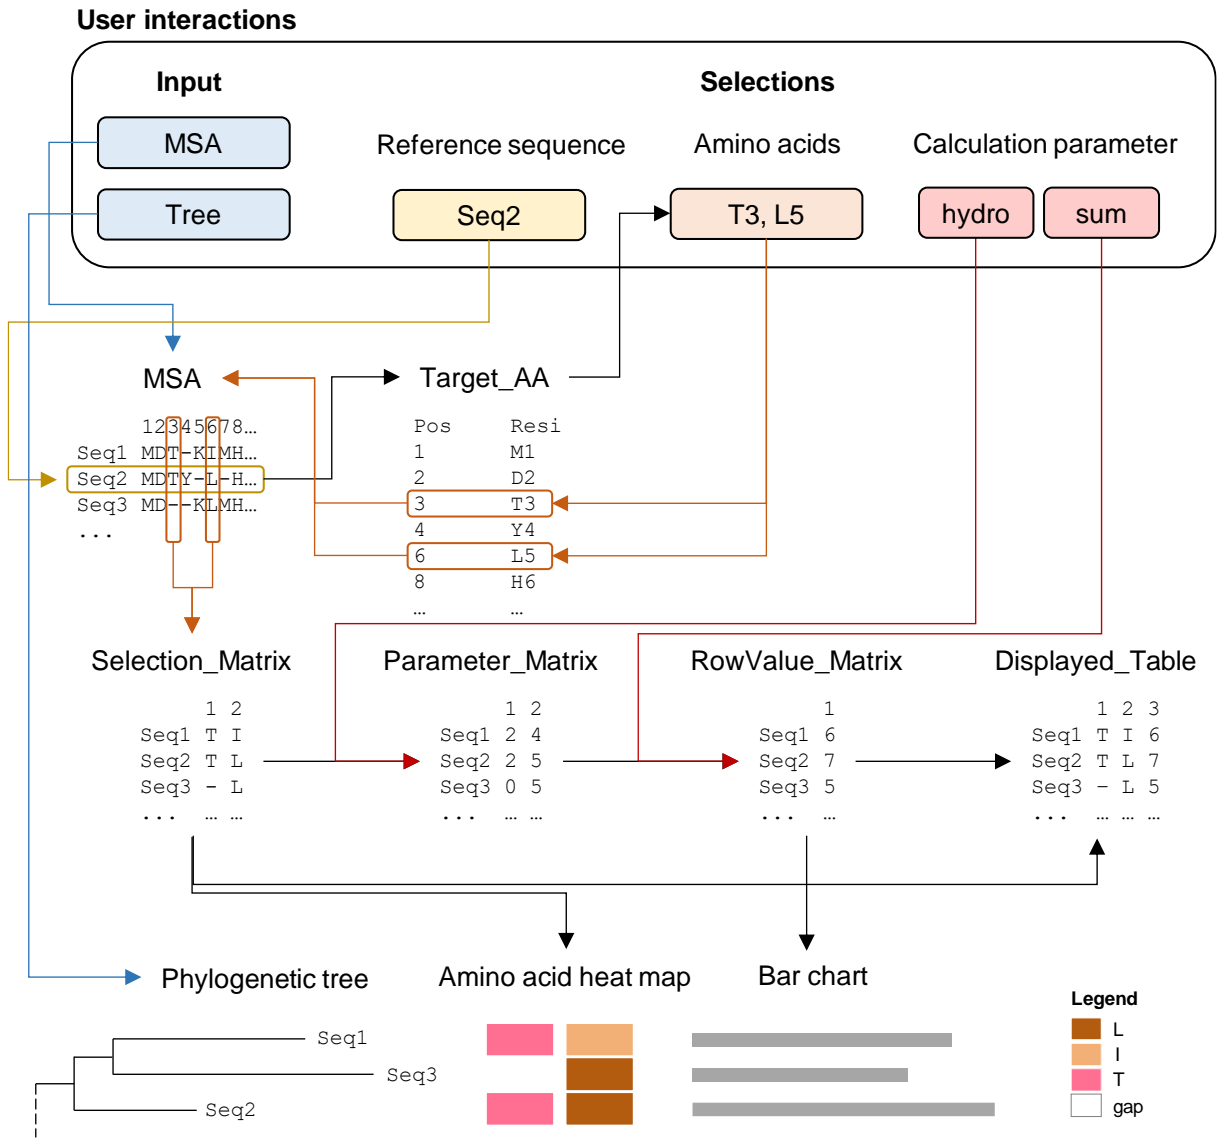 User interactions
Input
Selections
MSA
Reference sequence
Amino acids
Calculation parameter
Tree
Seq2
T3, L5
hydro
sum
MSA
Target_AA
12345678…
Seq1 MDT-KIMH…
Seq2 MDTY-L-H…
Seq3 MD--KLMH…
...
Pos Resi
1 M1
2 D2
3 T3
4 Y4
6 L5
8 H6
… …
Selection_Matrix
Parameter_Matrix
RowValue_Matrix
Displayed_Table
1 2
Seq1 T I
Seq2 T L
Seq3 - L
... … …
1 2
Seq1 2 4
Seq2 2 5
Seq3 0 5
... … …
1
Seq1 6
Seq2 7
Seq3 5
... …
1 2 3
Seq1 T I 6
Seq2 T L 7
Seq3 - L 5
... … … …
Phylogenetic tree
Amino acid heat map
Bar chart
Seq1
Seq3
Seq2
Legend
L
I
T
gap